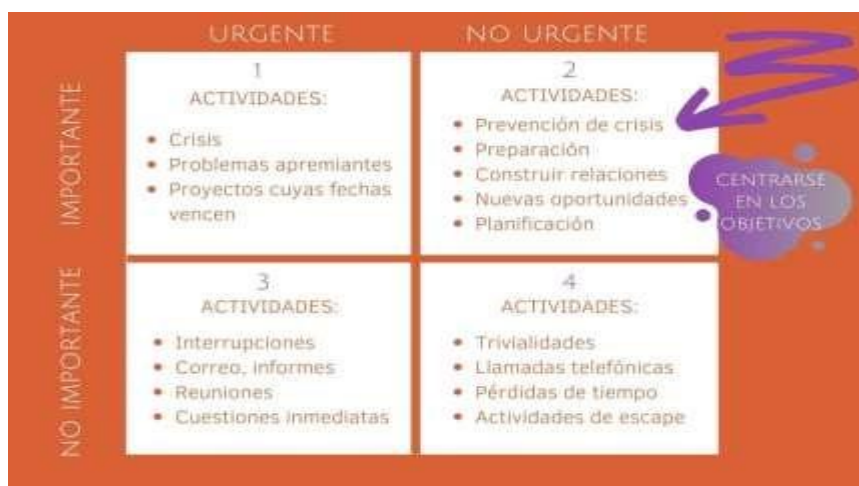 URGENTE
NO URGENTE
IMPORTANTE
1
ACTIVIDADES:
• Crisis
• Problemas apremiantes
• Proyectos cuyas fechas
vencen
2
ACTIVIDADES:
• Prevención de crisis
• Preparación
• Construir relaciones
• Nuevas oportunidades
• Planificación
CENTRARSE
EN LOS
OBJETIVOS
NO IMPORTANTE
3
ACTIVIDADES:
• Interrupciones
• Correo, informes
• Reuniones
• Cuestiones inmediatas
4
ACTIVIDADES:
• Trivialidades
• Llamadas telefónicas
• Pérdidas de tiempo
• Actividades de escape